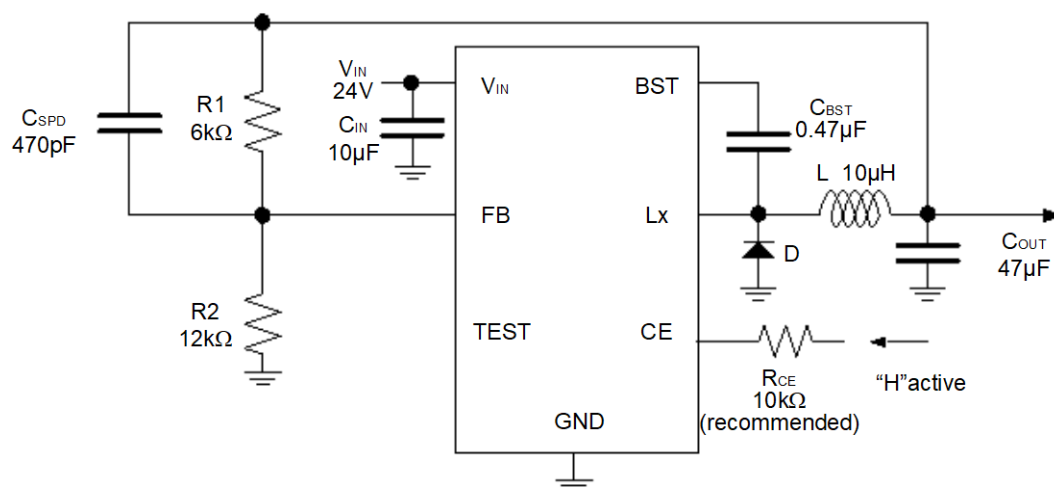 VIN
24V
VIN
BST
CSPD
470pF
R1
6kΩ
CIN
10µF
CBST
0.47µF
L 10µH
FB
Lx
D
COUT
47µF
R2
12kΩ
TEST
CE
RCE
10kΩ
(recommended)
“H”active
GND